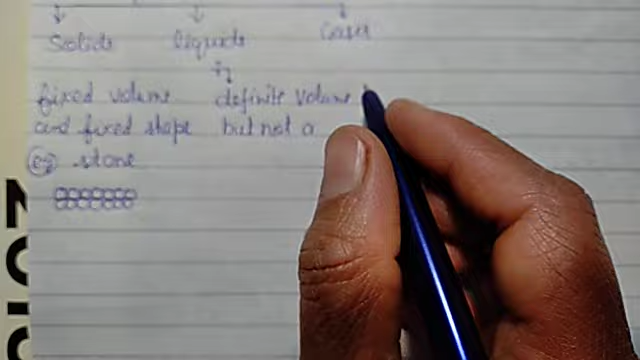 Solids liquids Gases
fixed volume definite volume
and fixed shape but not a
eg stone